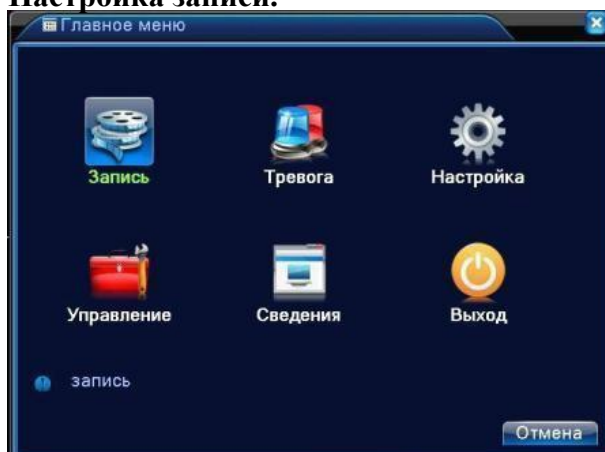 Настройка записи.
Главное меню
Запись Тревога Настройка
Управление Сведения Выход
запись
Отмена